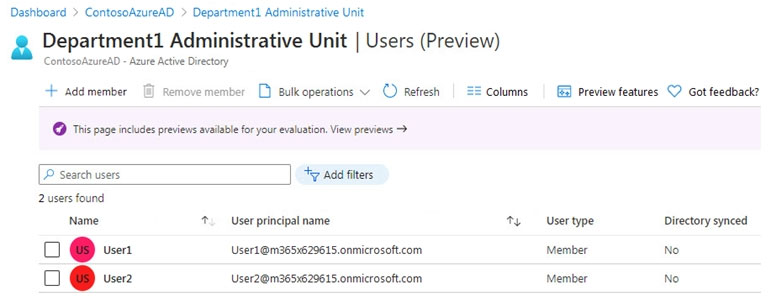 Dashboard > ContosoAzureAD > Department1 Administrative Unit
Department1 Administrative Unit | Users (Preview)
ContosoAzureAD - Azure Active Directory
+ Add member Remove member Bulk operations Refresh Columns Preview features Got feedback?
This page includes previews available for your evaluation. View previews →
Search users Add filters
2 users found
Name ↑↓ User principal name ↑↓ User type Directory synced
US User1 User1@m365x629615.onmicrosoft.com Member No
US User2 User2@m365x629615.onmicrosoft.com Member No